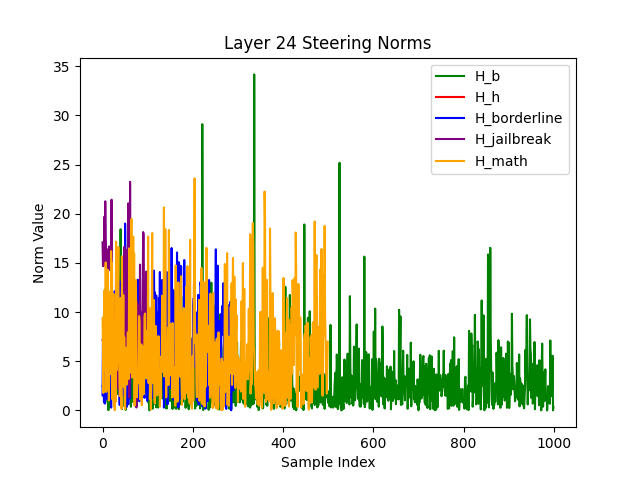 Layer 24 Steering Norms
H_b
H_h
H_borderline
H_jailbreak
H_math
Norm Value
35
30
25
20
15
10
5
0
0
200
400
600
800
1000
Sample Index